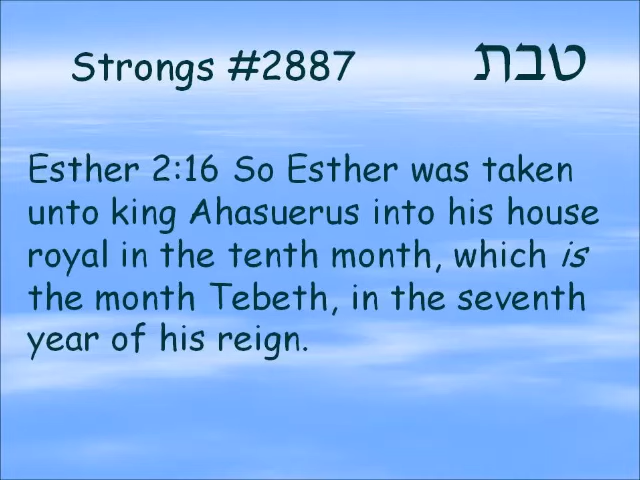 Strongs #2887 טבת
Esther 2:16 So Esther was taken
unto king Ahasuerus into his house
royal in the tenth month, which is
the month Tebeth, in the seventh
year of his reign.